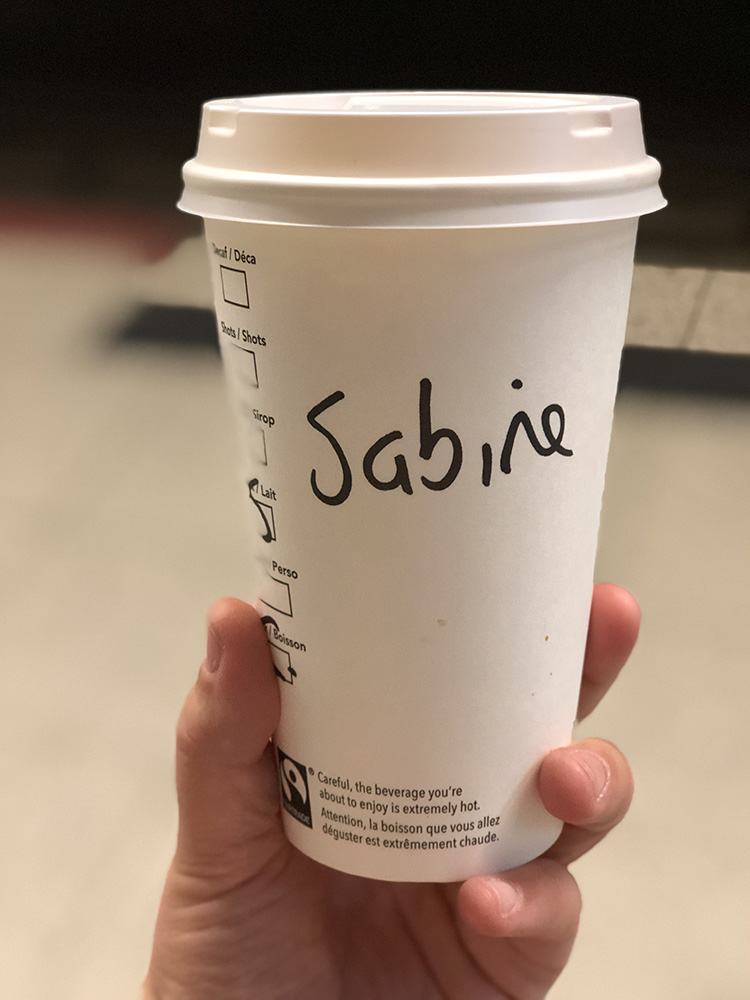 / Déca
Shots / Shots
Sirop
/ Lait
Perso
/ Boisson
Sabine
Careful, the beverage you're
about to enjoy is extremely hot.
Attention, la boisson que vous allez
déguster est extrêmement chaude.